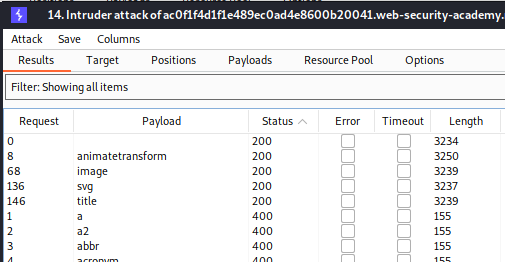 14. Intruder attack of ac0f1f4d1f1e489ec0ad4e8600b20041.web-security-academy.
Attack Save Columns
Results Target Positions Payloads Resource Pool Options
Filter: Showing all items
Request Payload Status Error Timeout Length
0 200 3234
8 animatetransform 200 3250
68 image 200 3239
136 svg 200 3237
146 title 200 3239
1 a 400 155
2 a2 400 155
3 abbr 400 155
4 acronym 400 155